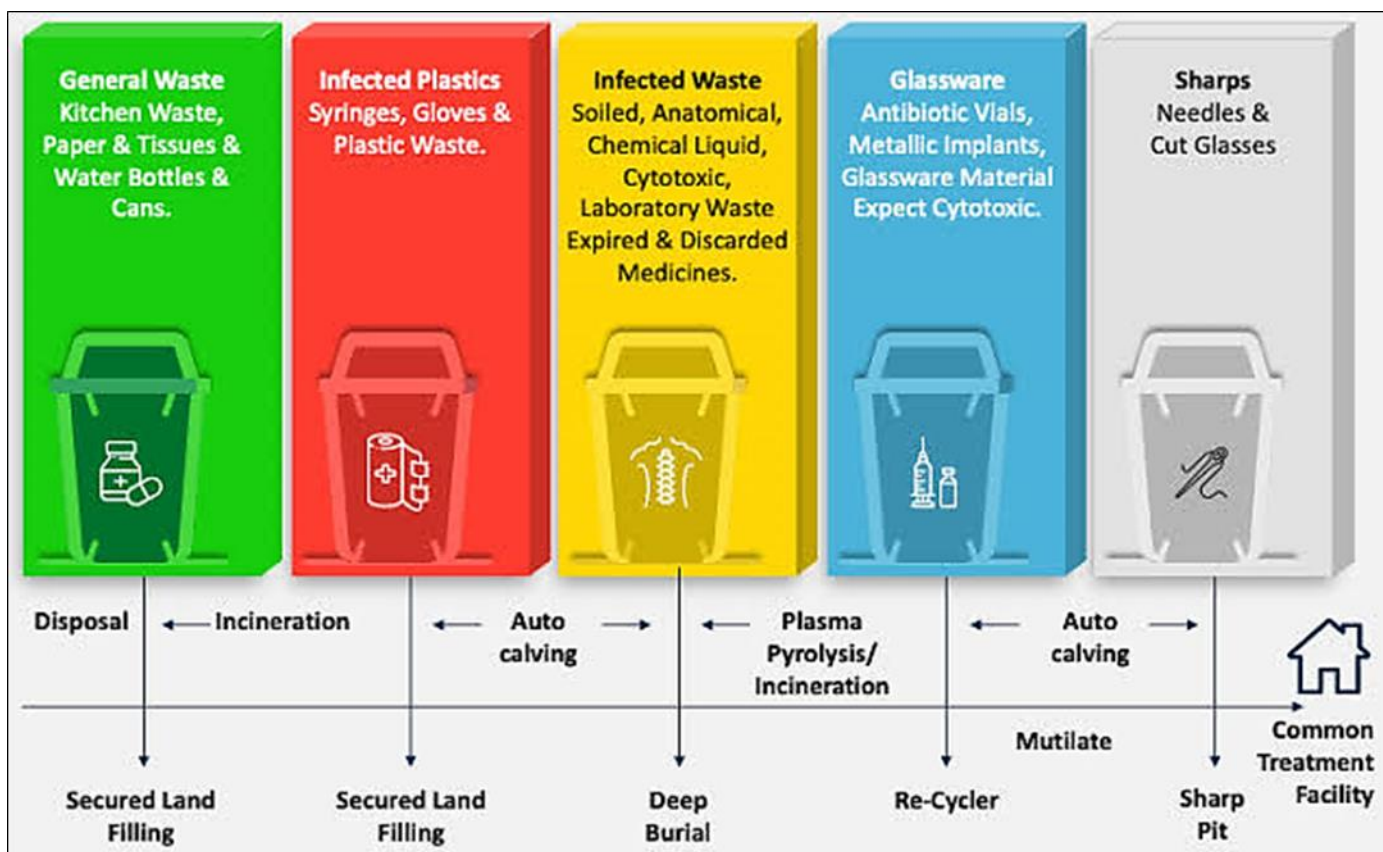 General Waste
Kitchen Waste,
Paper & Tissues &
Water Bottles &
Cans.
Infected Plastics
Syringes, Gloves &
Plastic Waste.
Infected Waste
Soiled, Anatomical,
Chemical Liquid,
Cytotoxic,
Laboratory Waste
Expired & Discarded
Medicines.
Glassware
Antibiotic Vials,
Metallic Implants,
Glassware Material
Expect Cytotoxic.
Sharps
Needles &
Cut Glasses
Disposal
Incineration
Auto
calving
Plasma
Pyrolysis/
Incineration
Auto
calving
Mutilate
Common
Treatment
Facility
Secured Land
Filling
Secured Land
Filling
Deep
Burial
Re-Cycler
Sharp
Pit